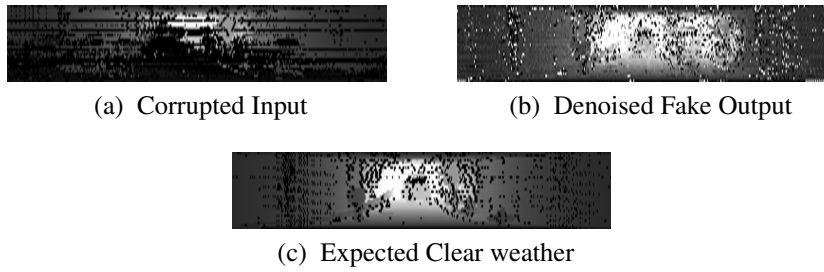 (a) Corrupted Input
(b) Denoised Fake Output
(c) Expected Clear weather